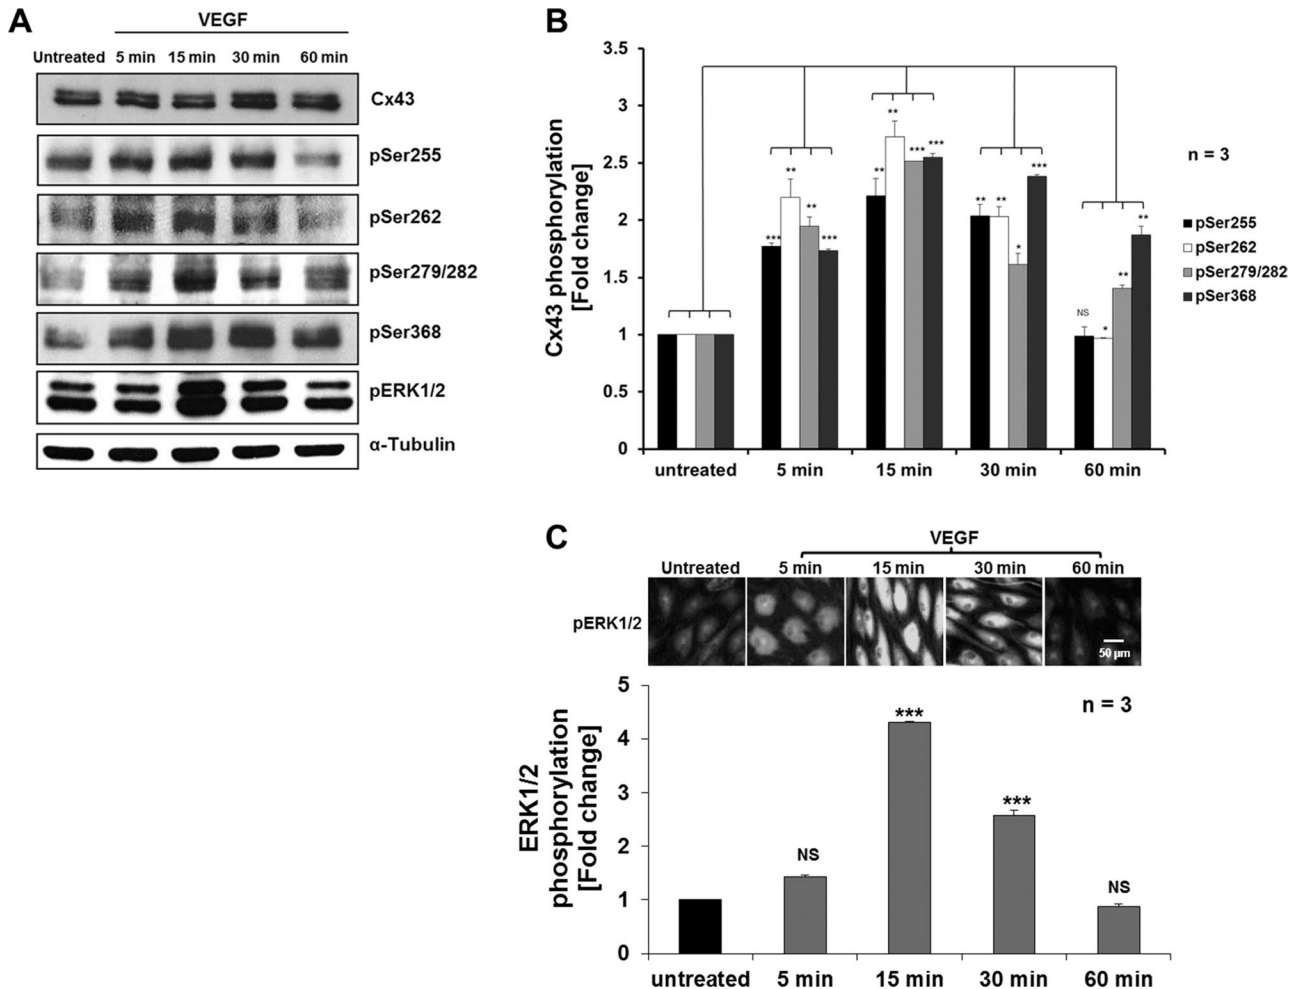 A
VEGF
Untreated 5 min 15 min 30 min 60 min
Cx43
pSer255
pSer262
pSer279/282
pSer368
pERK1/2
α-Tubulin
B
Cx43 phosphorylation
[Fold change]
3.5
3
2.5
2
1.5
1
0.5
0
*** ** ** ***
** ** *** ***
** ** * ***
NS * ** **
untreated 5 min 15 min 30 min 60 min
n = 3
pSer255
pSer262
pSer279/282
pSer368
C
VEGF
Untreated 5 min 15 min 30 min 60 min
pERK1/2
50 µm
ERK1/2
phosphorylation
[Fold change]
5
4
3
2
1
0
n = 3
NS
***
***
NS
untreated 5 min 15 min 30 min 60 min